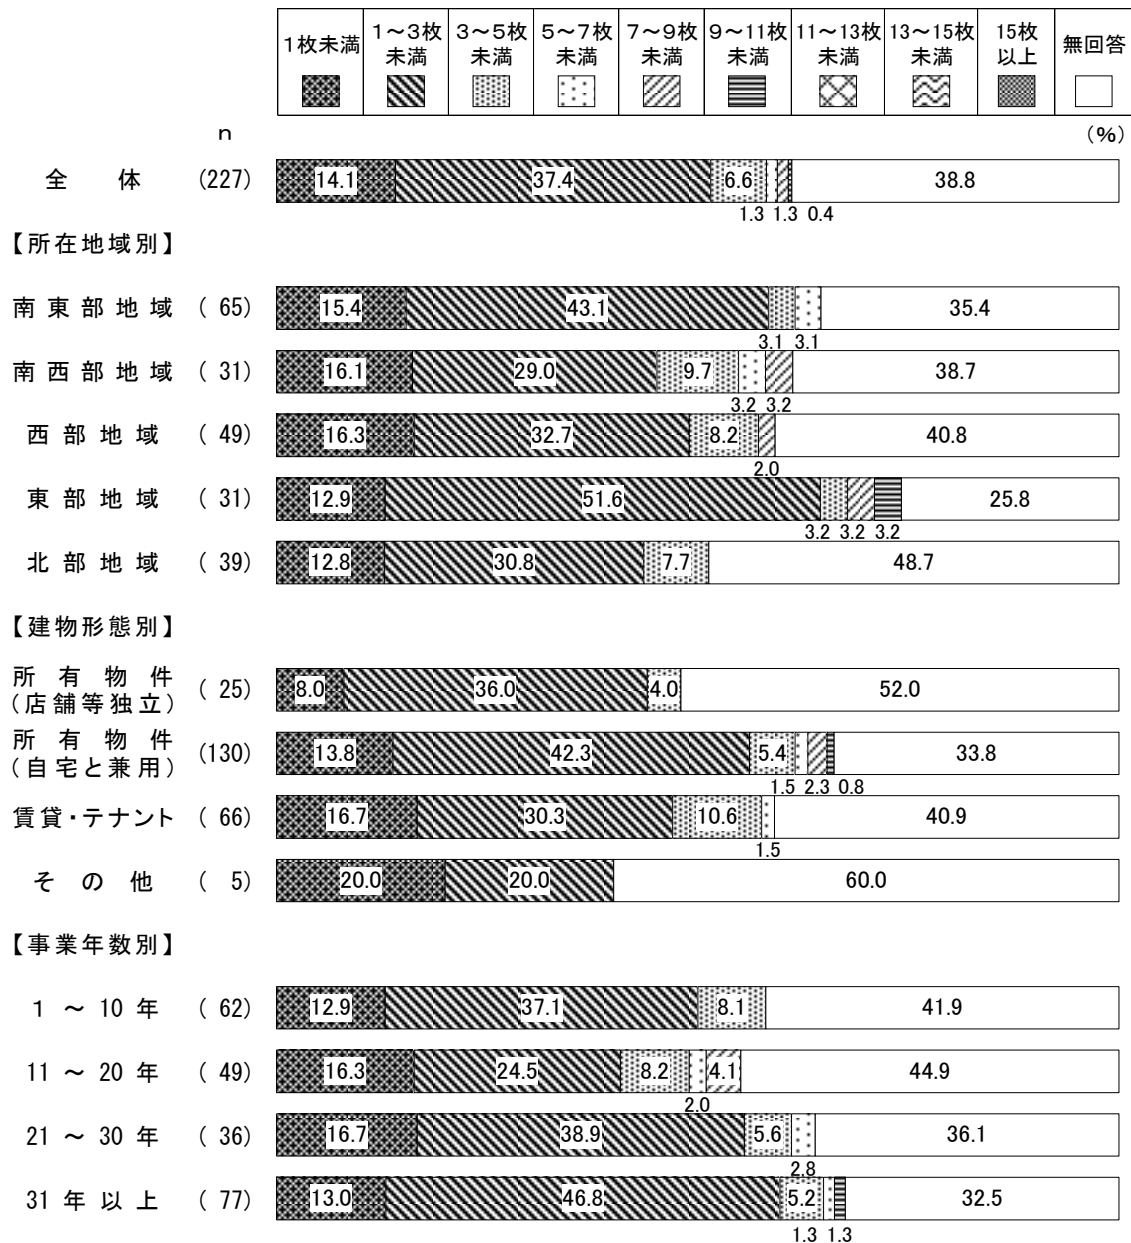 1枚未満 1～3枚未満 3～5枚未満 5～7枚未満 7～9枚未満 9～11枚未満 11～13枚未満 13～15枚未満 15枚以上 無回答
n (%)
全体 (227) 14.1 37.4 6.6 38.8
1.3 1.3 0.4
【所在地域別】
南東部地域 ( 65) 15.4 43.1 35.4
3.1 3.1
南西部地域 ( 31) 16.1 29.0 9.7 38.7
3.2 3.2
西部地域 ( 49) 16.3 32.7 8.2 40.8
2.0
東部地域 ( 31) 12.9 51.6 25.8
3.2 3.2 3.2
北部地域 ( 39) 12.8 30.8 7.7 48.7
【建物形態別】
所有物件
(店舗等独立) ( 25) 8.0 36.0 4.0 52.0
所有物件
(自宅と兼用) (130) 13.8 42.3 5.4 33.8
1.5 2.3 0.8
賃貸・テナント ( 66) 16.7 30.3 10.6 40.9
1.5
その他 ( 5) 20.0 20.0 60.0
【事業年数別】
1～10年 ( 62) 12.9 37.1 8.1 41.9
11～20年 ( 49) 16.3 24.5 8.2 4.1 44.9
2.0
21～30年 ( 36) 16.7 38.9 5.6 36.1
2.8
31年以上 ( 77) 13.0 46.8 5.2 32.5
1.3 1.3